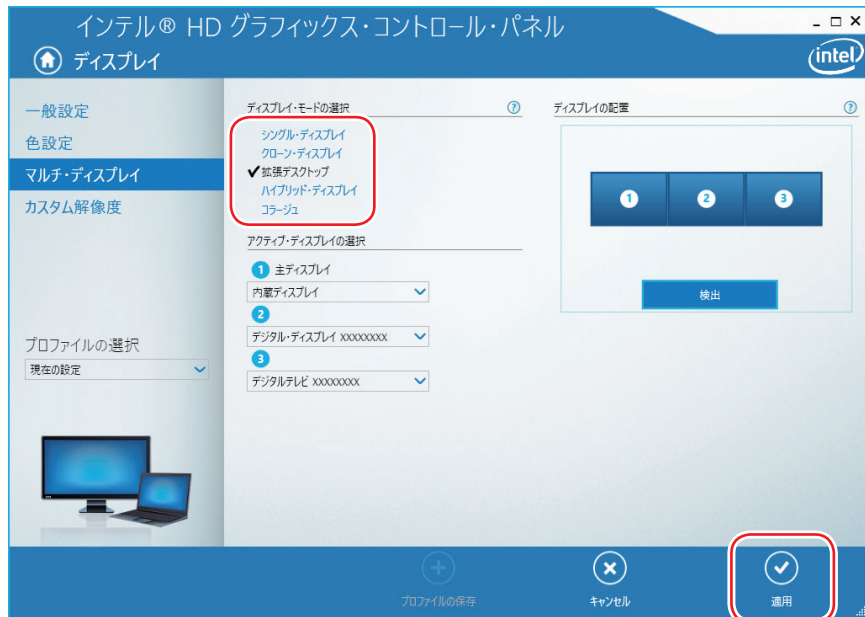 インテル® HD グラフィックス・コントロール・パネル
ディスプレイ
intel
一般設定
色設定
マルチ・ディスプレイ
カスタム解像度
プロファイルの選択
現在の設定
ディスプレイ・モードの選択
シングル・ディスプレイ
クローン・ディスプレイ
拡張デスクトップ
ハイブリッド・ディスプレイ
コラージュ
アクティブ・ディスプレイの選択
1 主ディスプレイ
内蔵ディスプレイ
2
デジタル・ディスプレイ xxxxxxxx
3
デジタルテレビ xxxxxxxx
ディスプレイの配置
1 2 3
検出
プロファイルの保存
キャンセル
適用